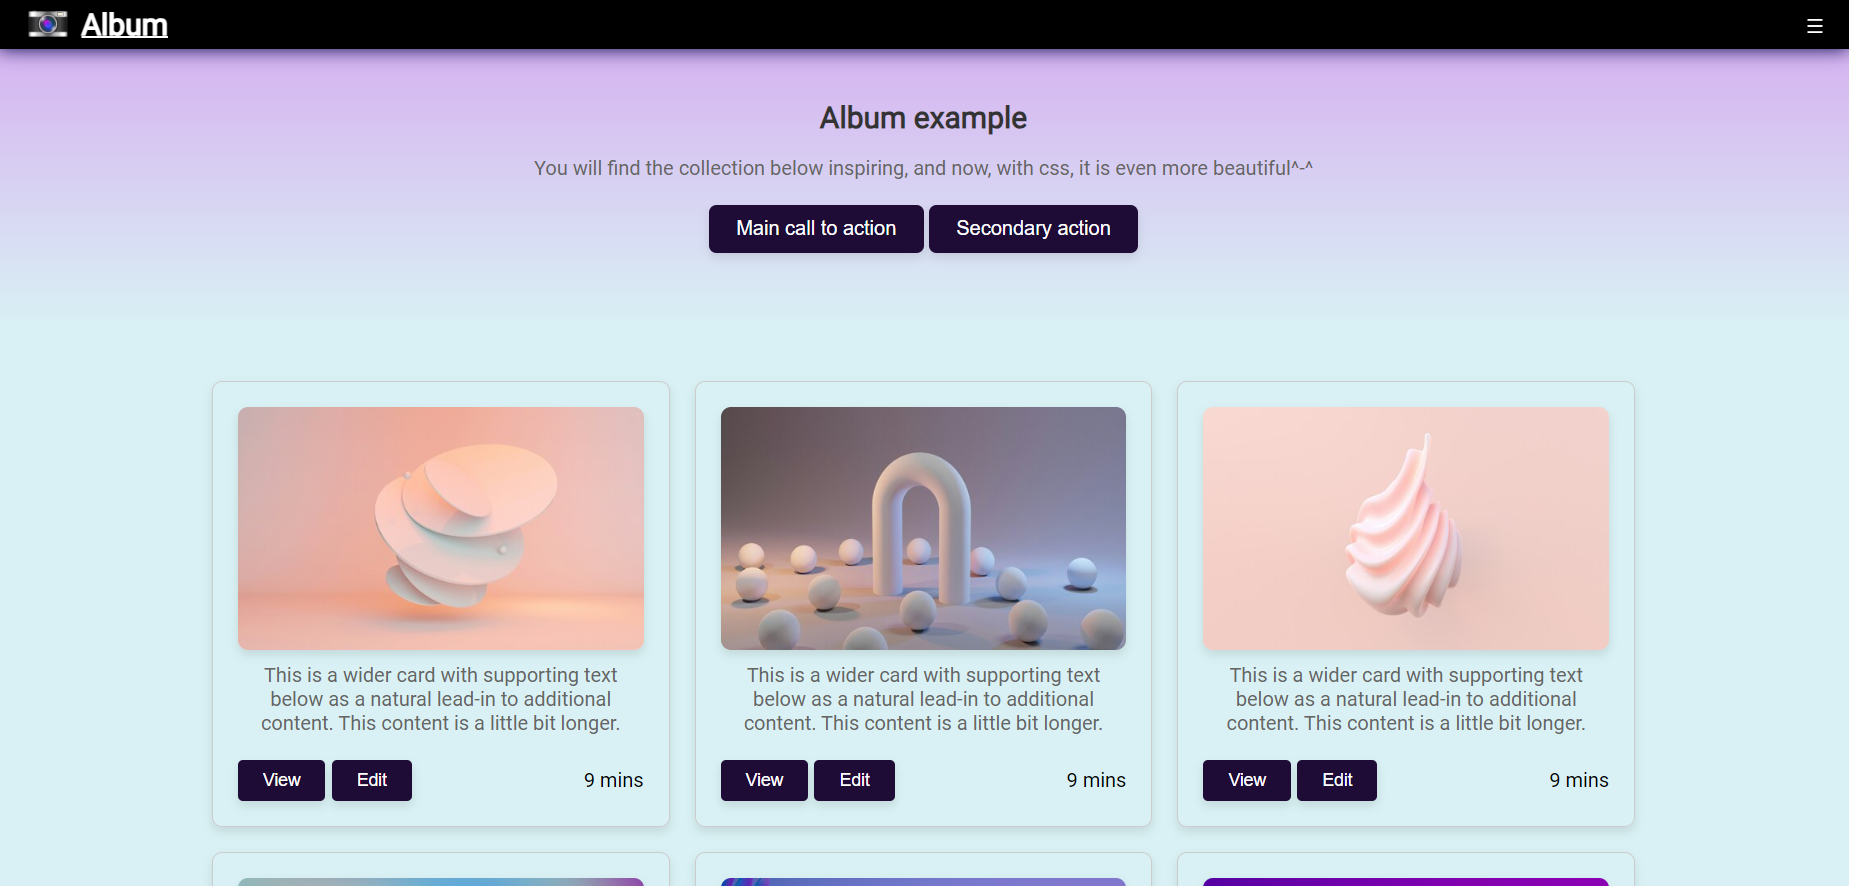 Album
☰
Album example
You will find the collection below inspiring, and now, with css, it is even more beautiful^-^
Main call to action
Secondary action
This is a wider card with supporting text
below as a natural lead-in to additional
content. This content is a little bit longer.
View
Edit
9 mins
This is a wider card with supporting text
below as a natural lead-in to additional
content. This content is a little bit longer.
View
Edit
9 mins
This is a wider card with supporting text
below as a natural lead-in to additional
content. This content is a little bit longer.
View
Edit
9 mins